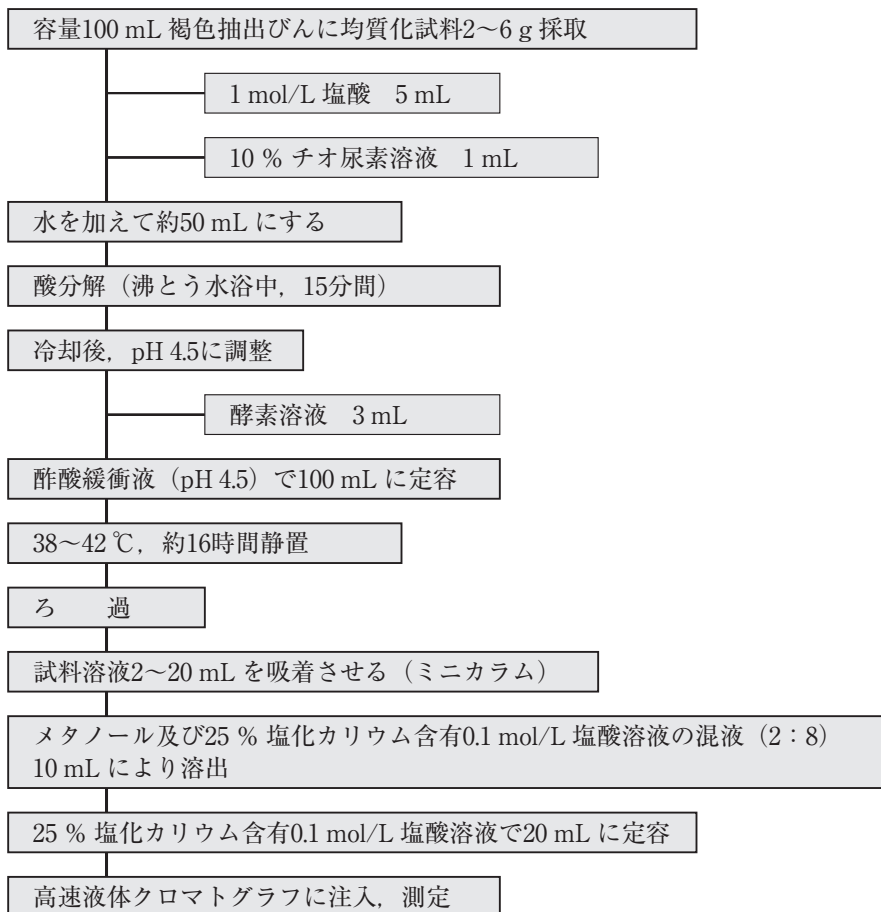 容量100 mL 褐色抽出びんに均質化試料2〜6 g 採取
1 mol/L 塩酸　5 mL
10 % チオ尿素溶液　1 mL
水を加えて約50 mL にする
酸分解（沸とう水浴中，15分間）
冷却後，pH 4.5に調整
酵素溶液　3 mL
酢酸緩衝液（pH 4.5）で100 mL に定容
38〜42 ℃，約16時間静置
ろ　　過
試料溶液2〜20 mL を吸着させる（ミニカラム）
メタノール及び25 % 塩化カリウム含有0.1 mol/L 塩酸溶液の混液（2：8）
10 mL により溶出
25 % 塩化カリウム含有0.1 mol/L 塩酸溶液で20 mL に定容
高速液体クロマトグラフに注入，測定